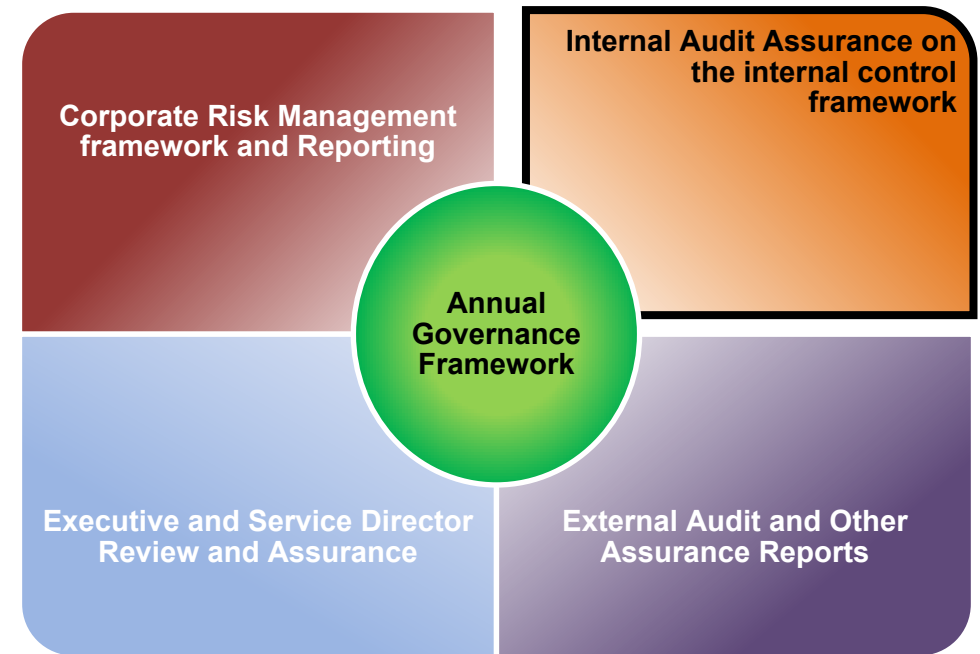 Corporate Risk Management
framework and Reporting
Internal Audit Assurance on
the internal control
framework
Annual
Governance
Framework
Executive and Service Director
Review and Assurance
External Audit and Other
Assurance Reports